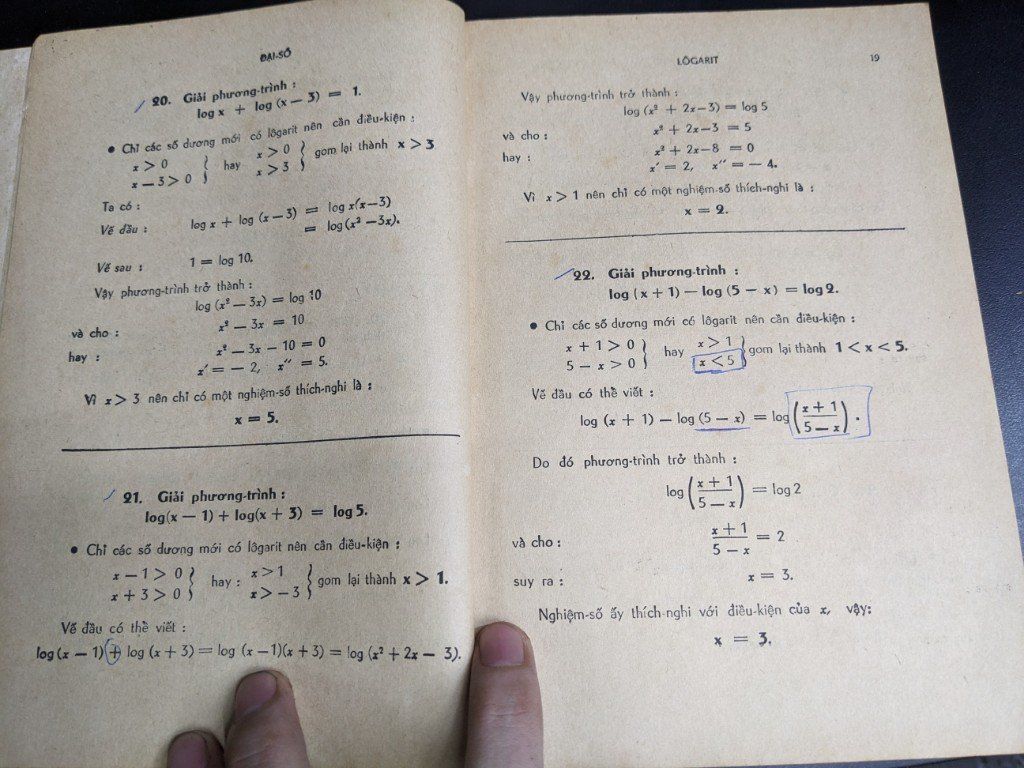 ĐẠI-SỐ
20. Giải phương-trình :
log x + log (x — 3) = 1.
• Chỉ các số dương mới có lôgarit nên cần điều-kiện :
x > 0 } hay x > 0 } gom lại thành x > 3
x — 3 > 0 x > 3
Ta có :
Vế đầu : log x + log (x — 3) = log x(x—3)
= log (x² —3x).
Vế sau : 1 = log 10.
Vậy phương-trình trở thành :
log (x² — 3x) = log 10
và cho : x² — 3x = 10
hay : x² — 3x — 10 = 0
x′ = — 2, x″ = 5.
Vì x > 3 nên chỉ có một nghiệm-số thích-nghi là :
x = 5.
21. Giải phương-trình :
log(x — 1) + log(x + 3) = log 5.
• Chỉ các số dương mới có lôgarit nên cần điều-kiện :
x — 1 > 0 } hay : x > 1 } gom lại thành x > 1.
x + 3 > 0 x > — 3
Vế đầu có thể viết :
log (x — 1) + log (x + 3) = log (x —1)(x + 3) = log (x² + 2x — 3).
LÔGARIT 19
Vậy phương-trình trở thành :
log (x² + 2x—3) = log 5
và cho : x² + 2x—3 = 5
hay : x² + 2x—8 = 0
x′ = 2, x″ = — 4.
Vì x > 1 nên chỉ có một nghiệm-số thích-nghi là :
x = 2.
22. Giải phương-trình :
log (x + 1) — log (5 — x) = log 2.
• Chỉ các số dương mới có lôgarit nên cần điều-kiện :
x + 1 > 0 } hay x > 1 } gom lại thành 1 < x < 5.
5 — x > 0 x < 5
Vế đầu có thể viết :
log (x + 1) — log (5 — x) = log (x + 1 / 5 — x) .
Do đó phương-trình trở thành :
log (x + 1 / 5 — x) = log 2
và cho : x + 1 / 5 — x = 2
suy ra : x = 3.
Nghiệm-số ấy thích-nghi với điều-kiện của x, vậy:
x = 3.